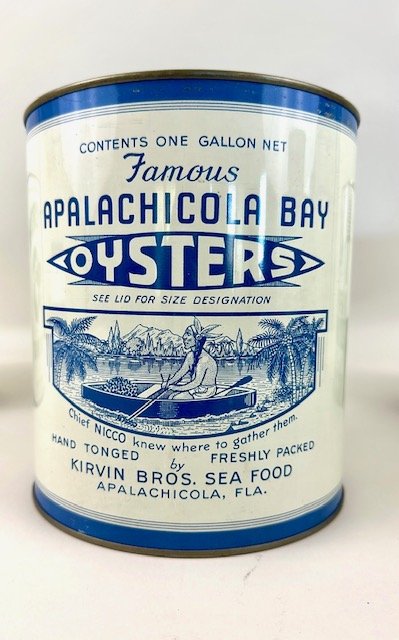 CONTENTS ONE GALLON NET
Famous
APALACHICOLA BAY
OYSTERS
SEE LID FOR SIZE DESIGNATION
Chief NICCO knew where to gather them.
HAND TONGED by FRESHLY PACKED
KIRVIN BROS. SEA FOOD
APALACHICOLA, FLA.